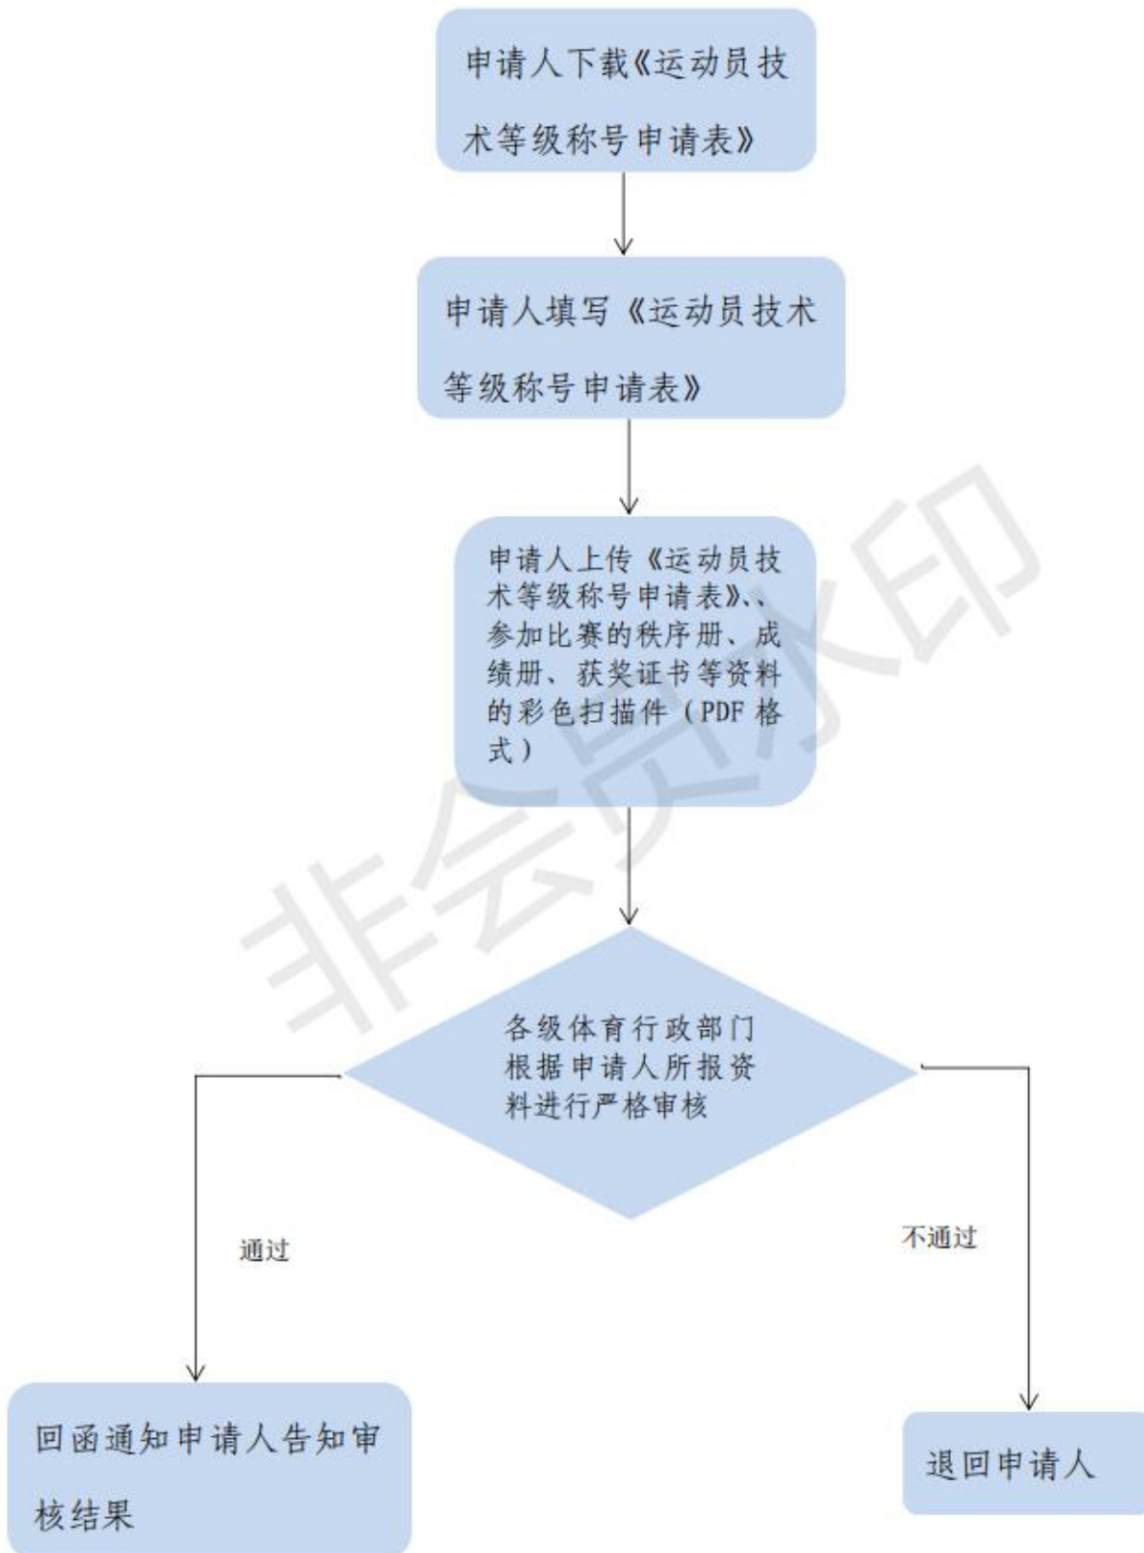 申请人下载《运动员技
术等级称号申请表》
申请人填写《运动员技术
等级称号申请表》
申请人上传《运动员技
术等级称号申请表》、、
参加比赛的秩序册、成
绩册、获奖证书等资料
的彩色扫描件（PDF 格
式）
非会员水印
各级体育行政部门
根据申请人所报资
料进行严格审核
通过
不通过
回函通知申请人告知审
核结果
退回申请人